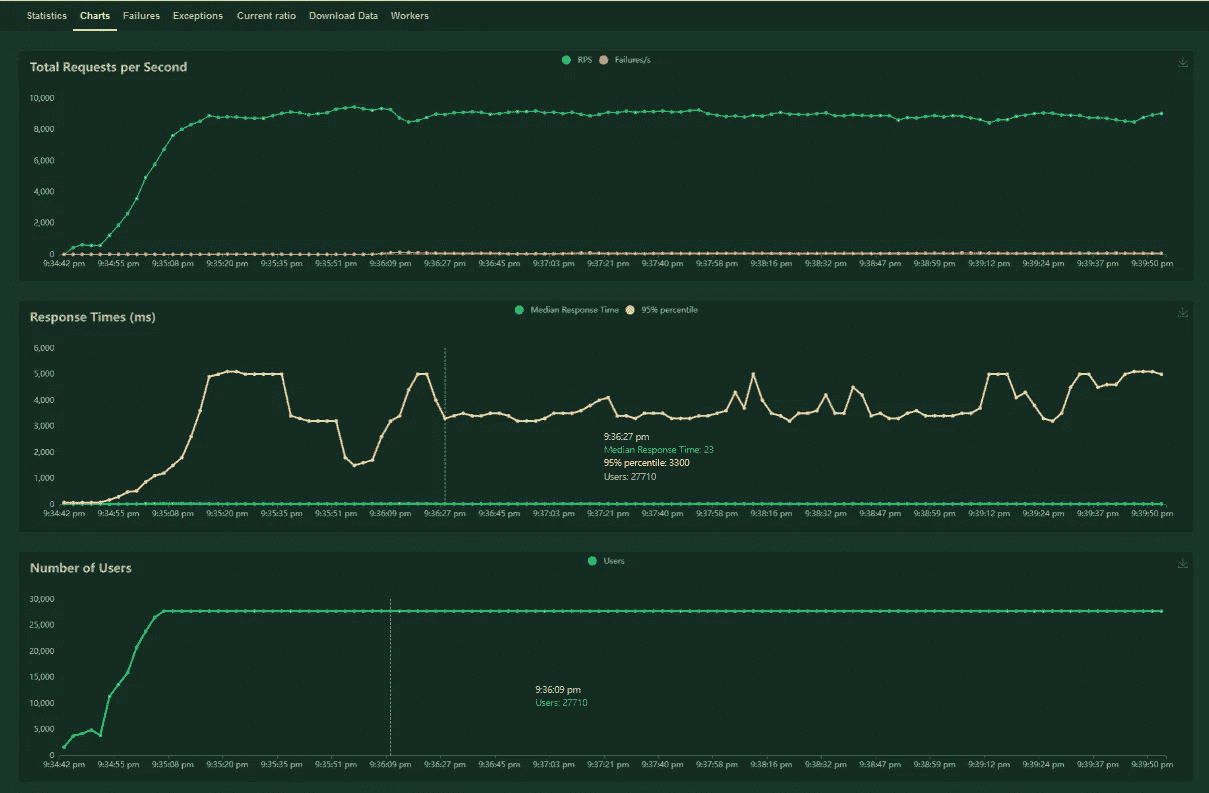 Statistics Charts Failures Exceptions Current ratio Download Data Workers
Total Requests per Second
RPS Failures/s
10,000
8,000
6,000
4,000
2,000
0
9:34:42 pm 9:34:55 pm 9:35:08 pm 9:35:20 pm 9:35:35 pm 9:35:51 pm 9:36:09 pm 9:36:27 pm 9:36:45 pm 9:37:03 pm 9:37:21 pm 9:37:40 pm 9:37:58 pm 9:38:16 pm 9:38:32 pm 9:38:47 pm 9:38:59 pm 9:39:12 pm 9:39:24 pm 9:39:37 pm 9:39:50 pm
Response Times (ms)
Median Response Time 95% percentile
6,000
5,000
4,000
3,000
2,000
1,000
0
9:36:27 pm
Median Response Time: 23
95% percentile: 3300
Users: 27710
9:34:42 pm 9:34:55 pm 9:35:08 pm 9:35:20 pm 9:35:35 pm 9:35:51 pm 9:36:09 pm 9:36:27 pm 9:36:45 pm 9:37:03 pm 9:37:21 pm 9:37:40 pm 9:37:58 pm 9:38:16 pm 9:38:32 pm 9:38:47 pm 9:38:59 pm 9:39:12 pm 9:39:24 pm 9:39:37 pm 9:39:50 pm
Number of Users
Users
30,000
25,000
20,000
15,000
10,000
5,000
0
9:36:09 pm
Users: 27710
9:34:42 pm 9:34:55 pm 9:35:08 pm 9:35:20 pm 9:35:35 pm 9:35:51 pm 9:36:09 pm 9:36:27 pm 9:36:45 pm 9:37:03 pm 9:37:21 pm 9:37:40 pm 9:37:58 pm 9:38:16 pm 9:38:32 pm 9:38:47 pm 9:38:59 pm 9:39:12 pm 9:39:24 pm 9:39:37 pm 9:39:50 pm